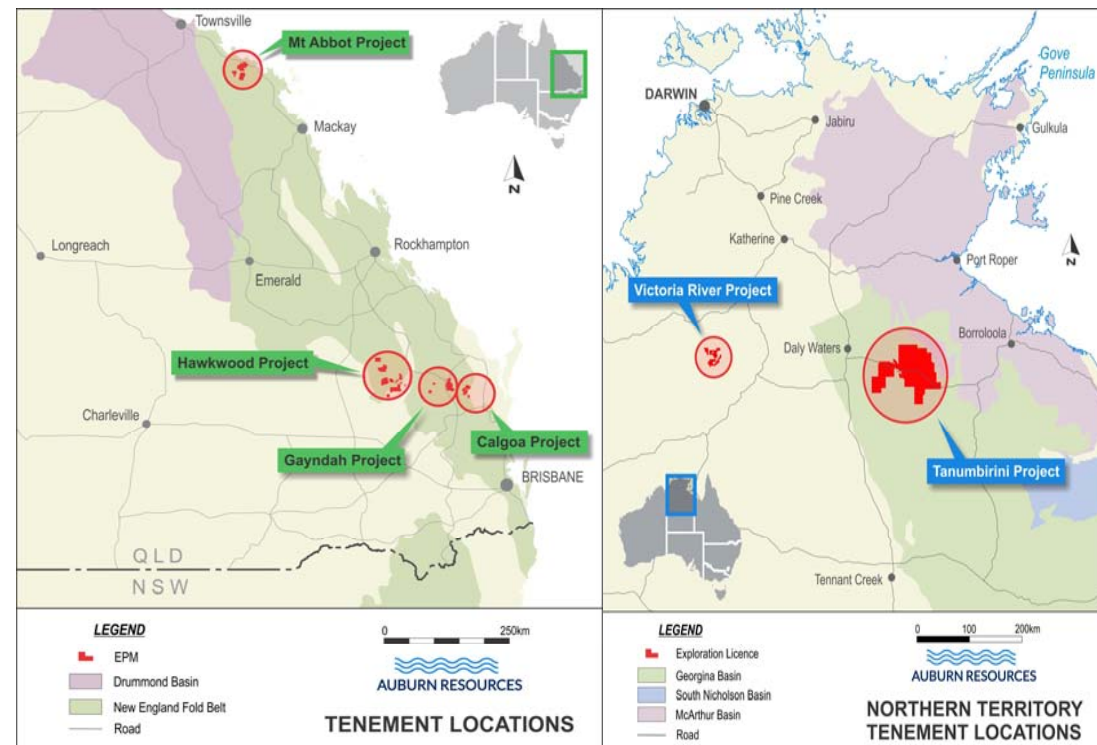 Townsville
Mt Abbot Project
Mackay
N
Longreach
Rockhampton
Emerald
Hawkwood Project
Charleville
Calgoa Project
Gayndah Project
BRISBANE
QLD
NSW
LEGEND
EPM
Drummond Basin
New England Fold Belt
Road
0 250km
AUBURN RESOURCES
TENEMENT LOCATIONS
Gove
Peninsula
DARWIN
Jabiru
Gulkula
Pine Creek
Katherine
N
Port Roper
Victoria River Project
Borroloola
Daly Waters
Tanumbirini Project
Tennant Creek
LEGEND
Exploration Licence
Georgina Basin
South Nicholson Basin
McArthur Basin
Road
0 100 200km
AUBURN RESOURCES
NORTHERN TERRITORY
TENEMENT LOCATIONS